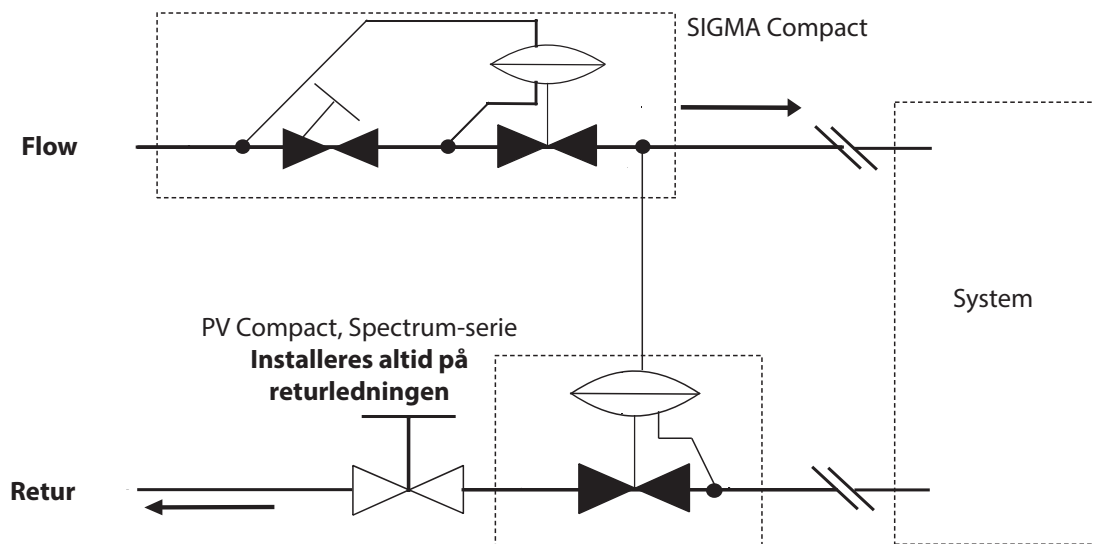 SIGMA Compact
Flow
System
PV Compact, Spectrum-serie
Installeres altid på
returledningen
Retur